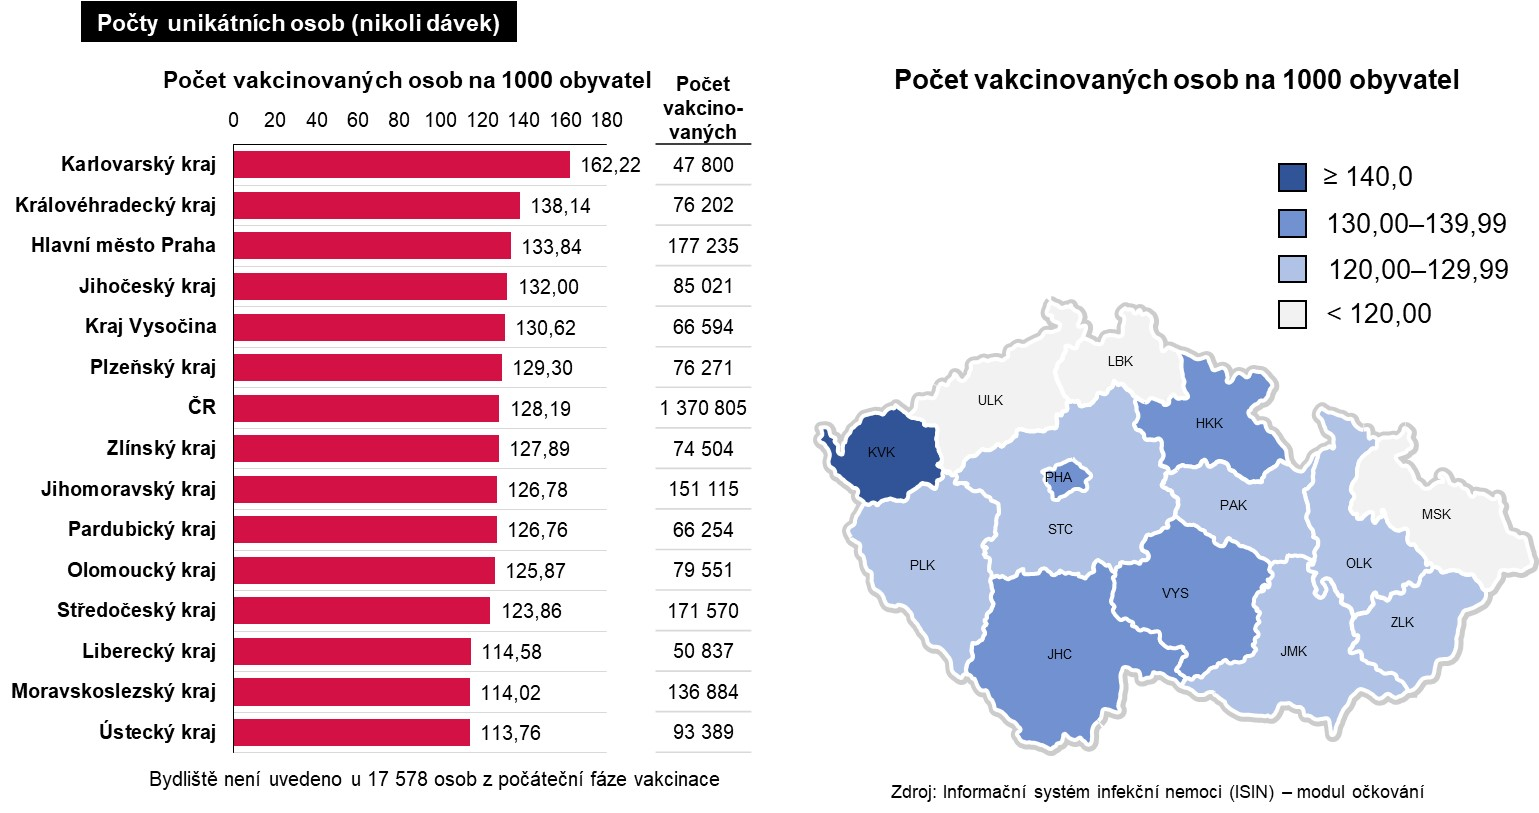 Počty unikátních osob (nikoli dávek)
Počet vakcinovaných osob na 1000 obyvatel
Počet
vakcino-
vaných
0 20 40 60 80 100 120 140 160 180
Karlovarský kraj 162,22 47 800
Královéhradecký kraj 138,14 76 202
Hlavní město Praha 133,84 177 235
Jihočeský kraj 132,00 85 021
Kraj Vysočina 130,62 66 594
Plzeňský kraj 129,30 76 271
ČR 128,19 1 370 805
Zlínský kraj 127,89 74 504
Jihomoravský kraj 126,78 151 115
Pardubický kraj 126,76 66 254
Olomoucký kraj 125,87 79 551
Středočeský kraj 123,86 171 570
Liberecký kraj 114,58 50 837
Moravskoslezský kraj 114,02 136 884
Ústecký kraj 113,76 93 389
Bydliště není uvedeno u 17 578 osob z počáteční fáze vakcinace
Počet vakcinovaných osob na 1000 obyvatel
≥ 140,0
130,00–139,99
120,00–129,99
< 120,00
LBK
ULK
HKK
KVK
PHA
PAK
MSK
STC
PLK
OLK
VYS
ZLK
JHC
JMK
Zdroj: Informační systém infekční nemoci (ISIN) – modul očkování